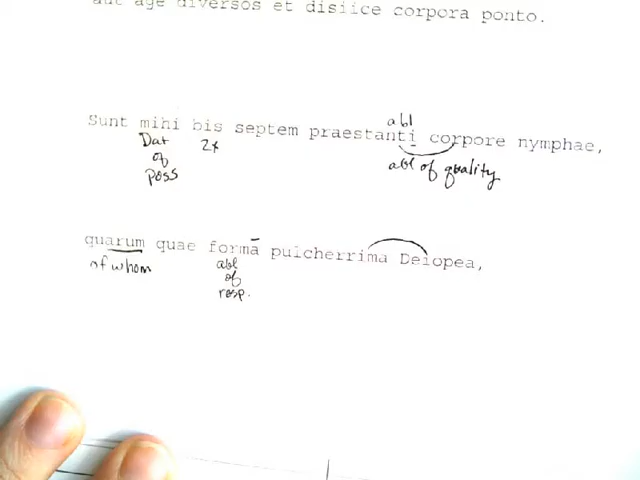 aut age diversos et disiice corpora ponto.
abl
Sunt mihi bis septem praestanti corpore nymphae,
Dat 2x abl of quality
of
poss
quarum quae formā pulcherrima Deiopea,
of whom abl
of
resp.